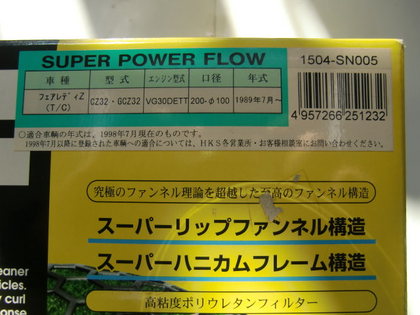 SUPER POWER FLOW
1504-SN005
車種 型式 エンジン型式 口径 年式
フェアレディZ (T/C) CZ32・GCZ32 VG30DETT 200-φ100 1989年7月～
4957266251232
○適合車輌の年式は、1998年7月現在のものです。
1998年7月以降に登録された車輌への適合については、HKS各営業所・お客様相談室にお問い合わせ下さい。
究極のファンネル理論を超越した至高のファンネル構造
スーパーリップファンネル構造
スーパーハニカムフレーム構造
高粘度ポリウレタンフィルター
eaner
icles.
y curl